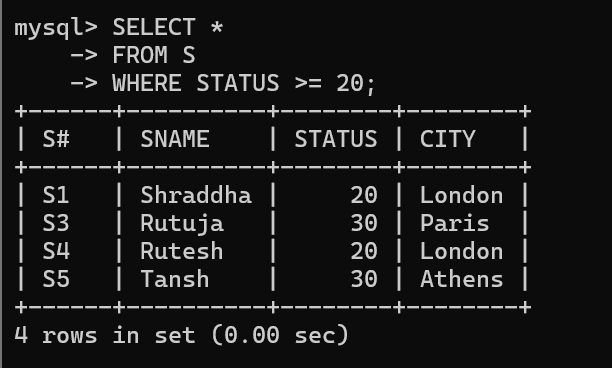 mysql> SELECT *
    -> FROM S
    -> WHERE STATUS >= 20;
+------+----------+--------+--------+
| S#   | SNAME    | STATUS | CITY   |
+------+----------+--------+--------+
| S1   | Shraddha |     20 | London |
| S3   | Rutuja   |     30 | Paris  |
| S4   | Rutesh   |     20 | London |
| S5   | Tansh    |     30 | Athens |
+------+----------+--------+--------+
4 rows in set (0.00 sec)